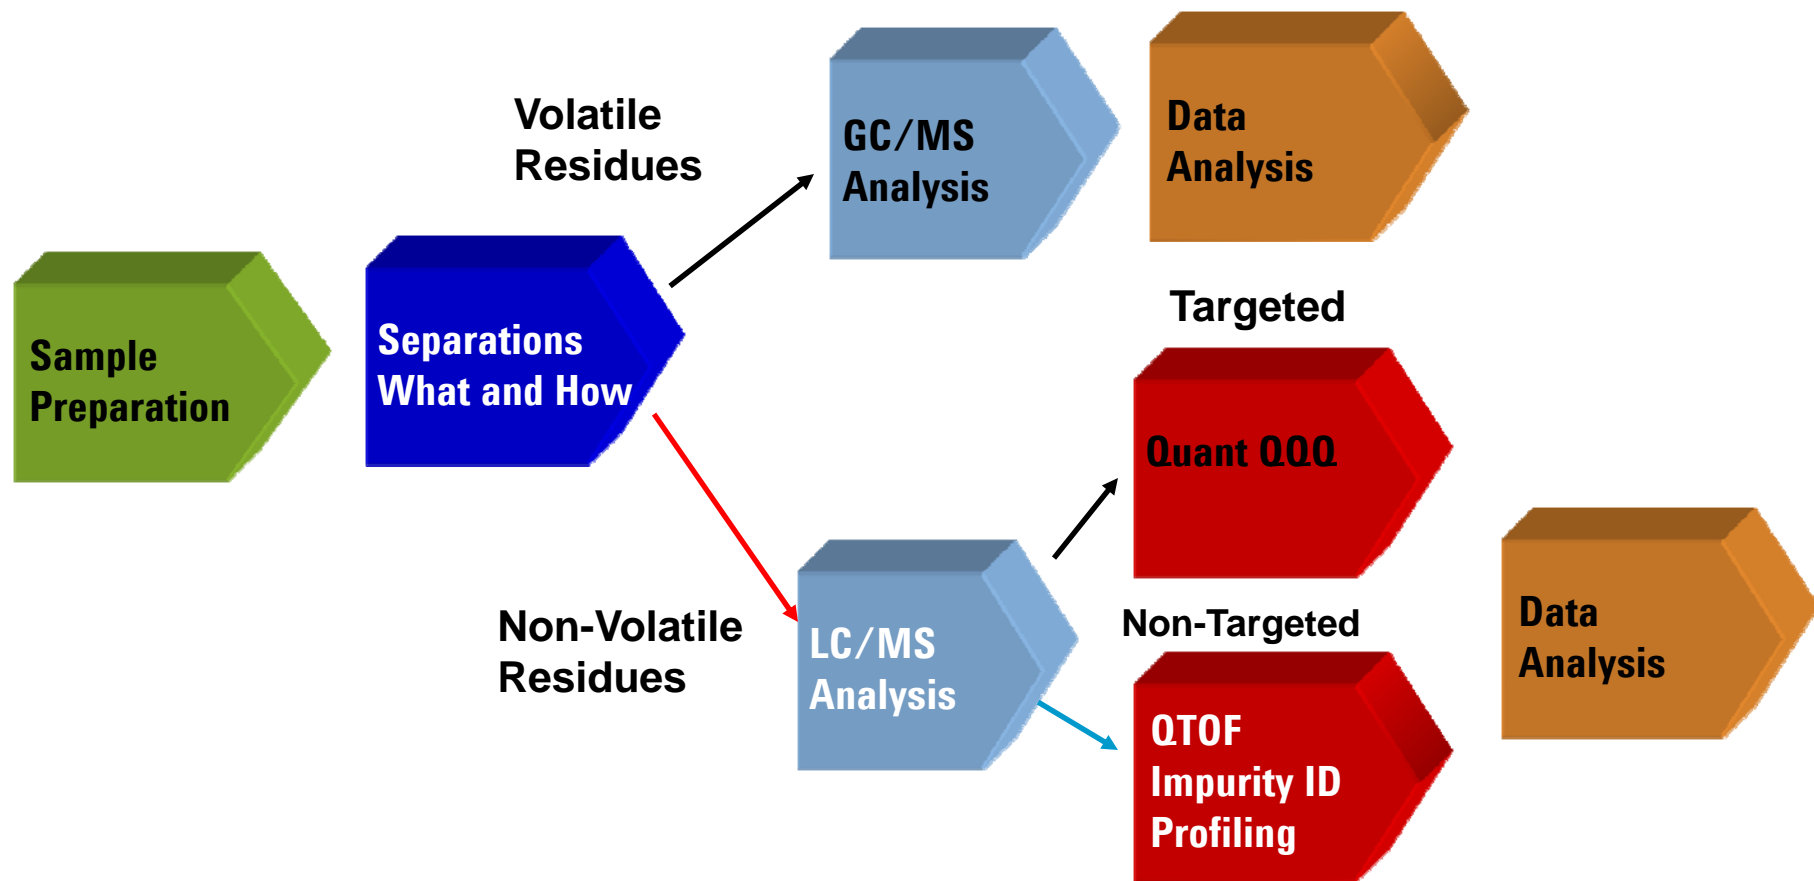 Volatile
Residues
GC/MS
Analysis
Data
Analysis
Sample
Preparation
Separations
What and How
Targeted
Quant QQQ
Non-Volatile
Residues
LC/MS
Analysis
Non-Targeted
QTOF
Impurity ID
Profiling
Data
Analysis